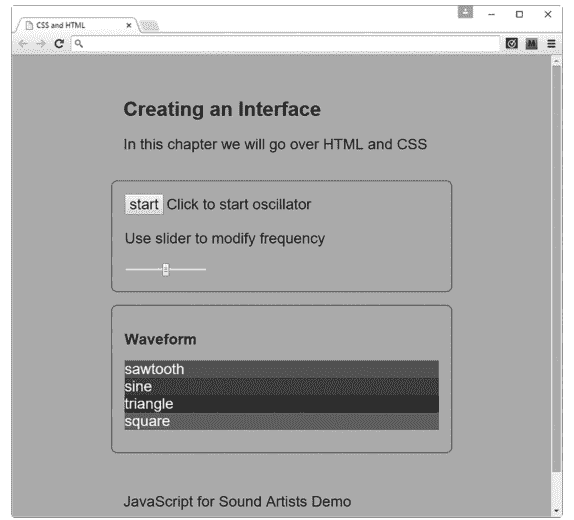 CSS and HTML
Creating an Interface
In this chapter we will go over HTML and CSS
start Click to start oscillator
Use slider to modify frequency
Waveform
sawtooth
sine
triangle
square
JavaScript for Sound Artists Demo